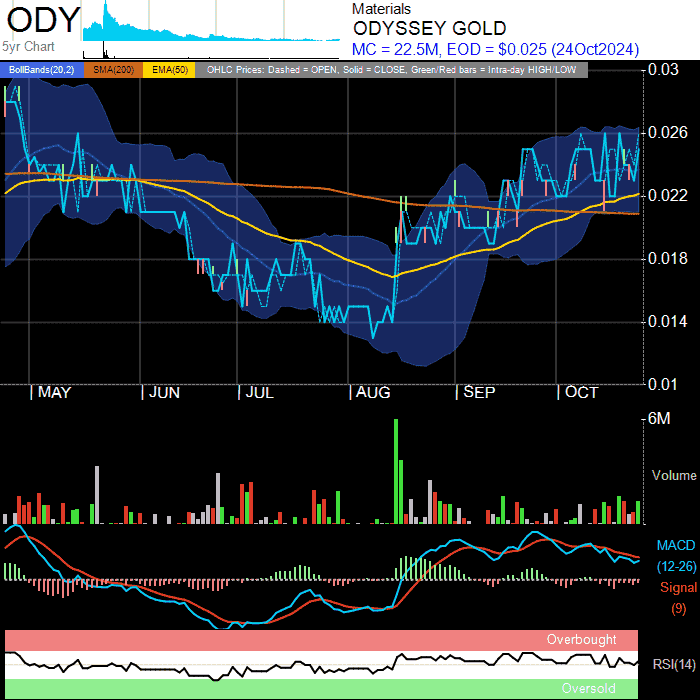 ODY
5yr Chart
Materials
ODYSSEY GOLD
MC = 22.5M, EOD = $0.025 (24Oct2024)
BollBands(20,2) SMA(200) EMA(50) OHLC Prices: Dashed = OPEN, Solid = CLOSE, Green/Red bars = Intra-day HIGH/LOW
0.03
0.026
0.022
0.018
0.014
0.01
MAY JUN JUL AUG SEP OCT
6M
Volume
MACD
(12-26)
Signal
(9)
Overbought
RSI(14)
Oversold